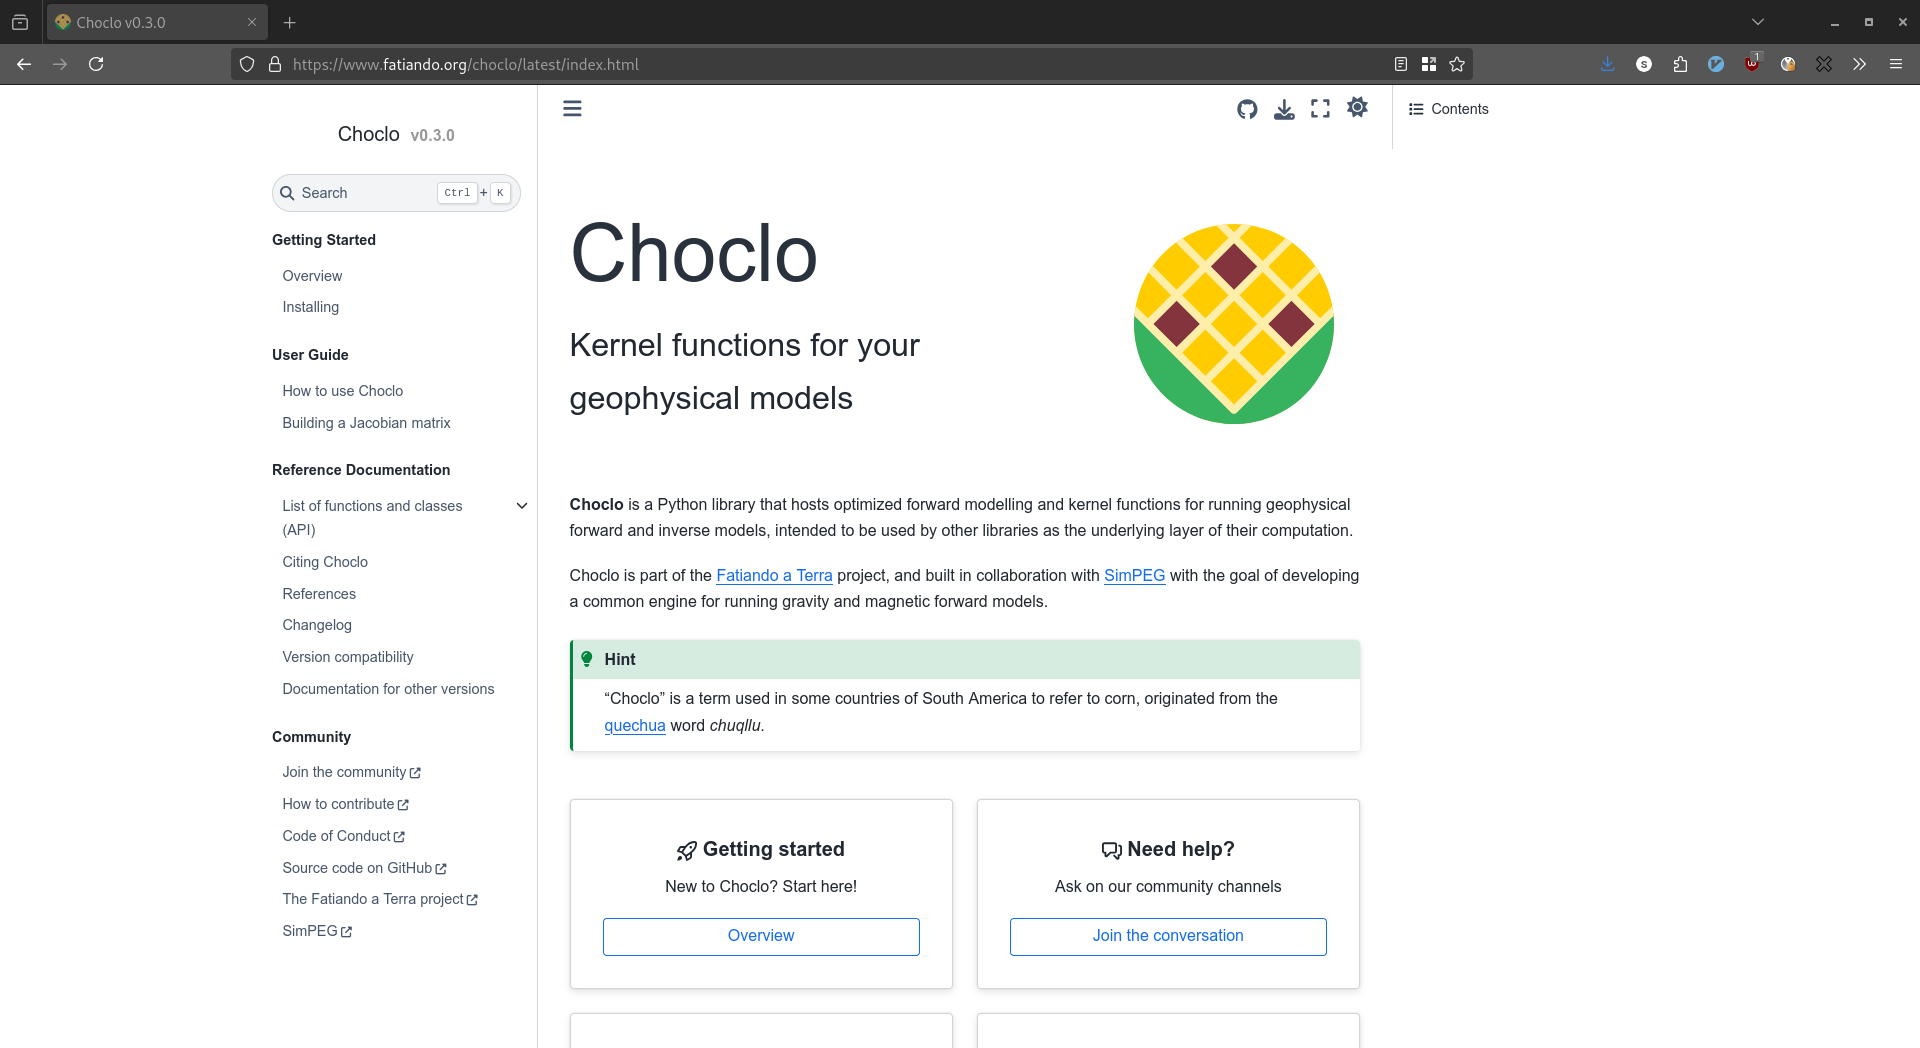 Choclo v0.3.0
https://www.fatiando.org/choclo/latest/index.html
1
Choclo v0.3.0
Search Ctrl + K
Getting Started
Overview
Installing
User Guide
How to use Choclo
Building a Jacobian matrix
Reference Documentation
List of functions and classes
(API)
Citing Choclo
References
Changelog
Version compatibility
Documentation for other versions
Community
Join the community
How to contribute
Code of Conduct
Source code on GitHub
The Fatiando a Terra project
SimPEG
Contents
Choclo
Kernel functions for your
geophysical models
Choclo is a Python library that hosts optimized forward modelling and kernel functions for running geophysical
forward and inverse models, intended to be used by other libraries as the underlying layer of their computation.
Choclo is part of the Fatiando a Terra project, and built in collaboration with SimPEG with the goal of developing
a common engine for running gravity and magnetic forward models.
Hint
“Choclo” is a term used in some countries of South America to refer to corn, originated from the
quechua word chuqllu.
Getting started
New to Choclo? Start here!
Overview
Need help?
Ask on our community channels
Join the conversation